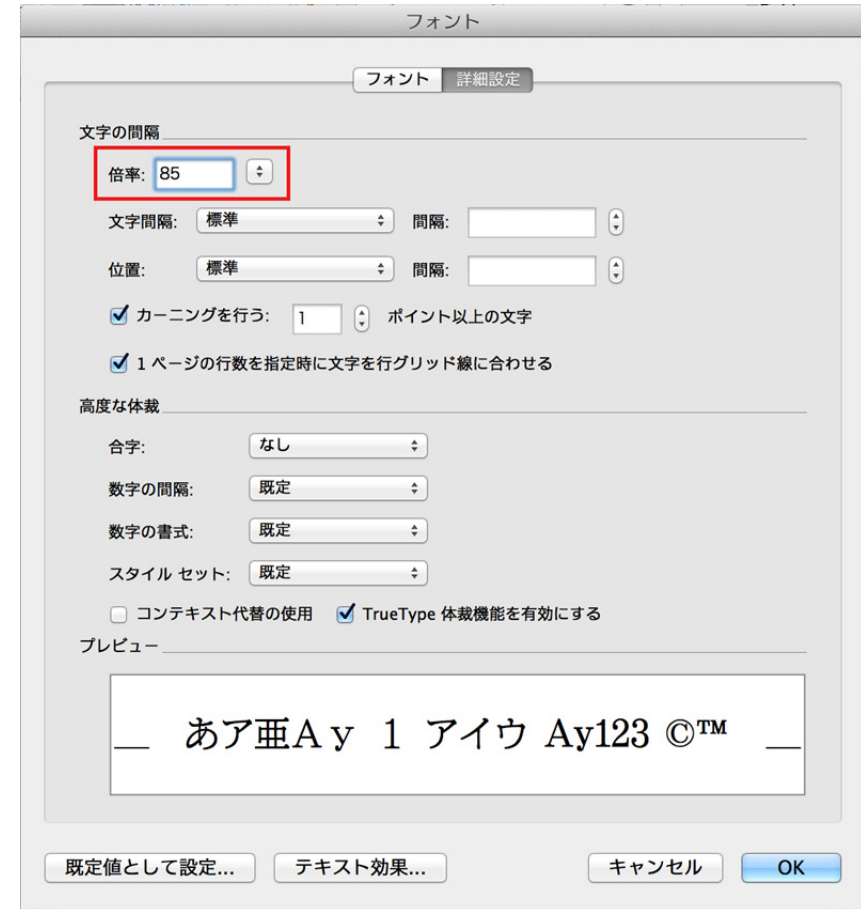 フォント
フォント 詳細設定
文字の間隔
倍率: 85
文字間隔: 標準 間隔:
位置: 標準 間隔:
カーニングを行う: 1 ポイント以上の文字
1 ページの行数を指定時に文字を行グリッド線に合わせる
高度な体裁
合字: なし
数字の間隔: 既定
数字の書式: 既定
スタイル セット: 既定
コンテキスト代替の使用 TrueType 体裁機能を有効にする
プレビュー
あア亜Aｙ １ アイウ Ay123 ©™
既定値として設定... テキスト効果... キャンセル OK